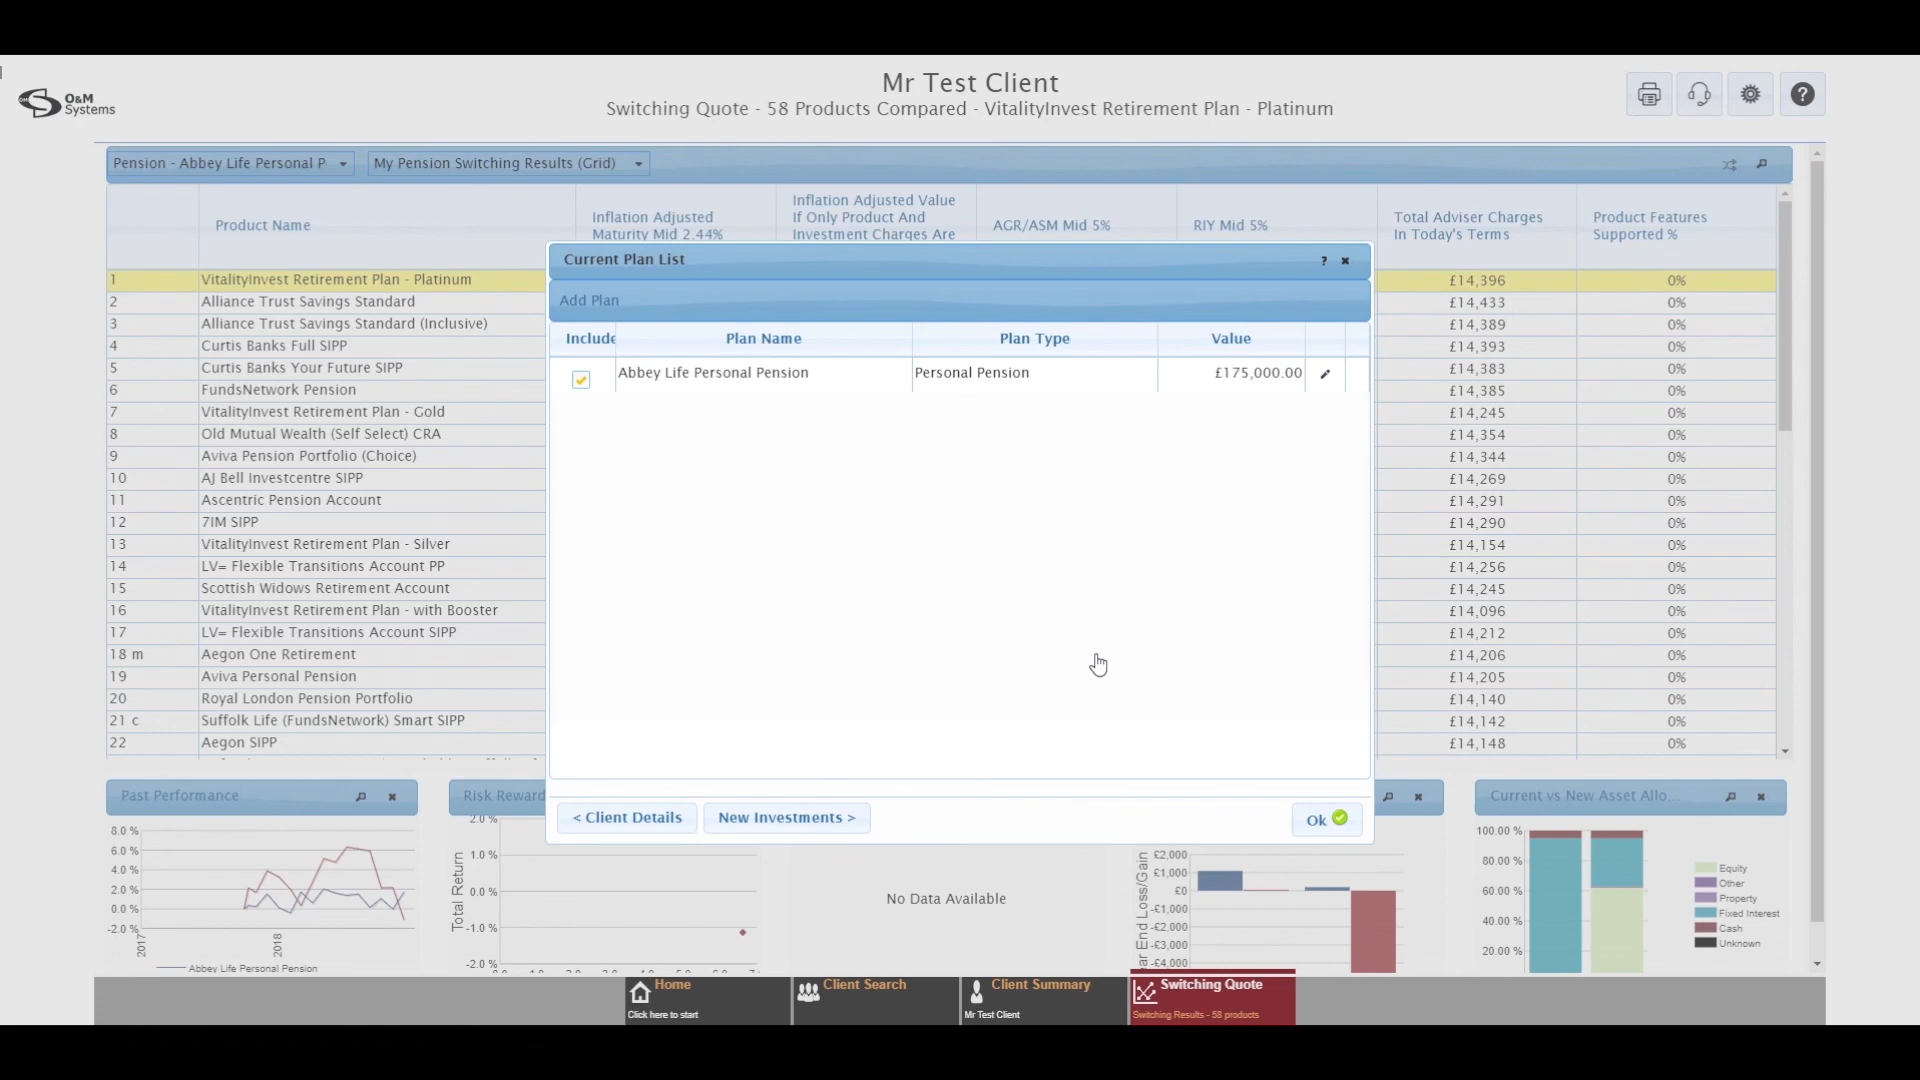 Mr Test Client
O&M
Systems
Switching Quote - 58 Products Compared - VitalityInvest Retirement Plan - Platinum
Pension - Abbey Life Personal P
My Pension Switching Results (Grid)
Product Name
Inflation Adjusted
Maturity Mid 2.44%
Inflation Adjusted Value
If Only Product And
Investment Charges Are
AGR/ASM Mid 5%
RIY Mid 5%
Total Adviser Charges
In Today's Terms
Product Features
Supported %
1 VitalityInvest Retirement Plan - Platinum £14,396 0%
2 Alliance Trust Savings Standard £14,433 0%
3 Alliance Trust Savings Standard (Inclusive) £14,389 0%
4 Curtis Banks Full SIPP £14,393 0%
5 Curtis Banks Your Future SIPP £14,383 0%
6 FundsNetwork Pension £14,385 0%
7 VitalityInvest Retirement Plan - Gold £14,245 0%
8 Old Mutual Wealth (Self Select) CRA £14,354 0%
9 Aviva Pension Portfolio (Choice) £14,344 0%
10 AJ Bell Investcentre SIPP £14,269 0%
11 Ascentric Pension Account £14,291 0%
12 7IM SIPP £14,290 0%
13 VitalityInvest Retirement Plan - Silver £14,154 0%
14 LV= Flexible Transitions Account PP £14,256 0%
15 Scottish Widows Retirement Account £14,245 0%
16 VitalityInvest Retirement Plan - with Booster £14,096 0%
17 LV= Flexible Transitions Account SIPP £14,212 0%
18 m Aegon One Retirement £14,206 0%
19 Aviva Personal Pension £14,205 0%
20 Royal London Pension Portfolio £14,140 0%
21 c Suffolk Life (FundsNetwork) Smart SIPP £14,142 0%
22 Aegon SIPP £14,148 0%
Current Plan List
?
Add Plan
Include Plan Name Plan Type Value
Abbey Life Personal Pension Personal Pension £175,000.00
< Client Details
New Investments >
Ok
Past Performance
8.0 %
6.0 %
4.0 %
2.0 %
0.0 %
-2.0 %
2017
2018
Abbey Life Personal Pension
Risk Reward
Total Return
2.0 %
1.0 %
0.0 %
-1.0 %
-2.0 %
No Data Available
ar End Loss/Gain
£2,000
£1,000
£0
-£1,000
-£2,000
-£3,000
-£4,000
Current vs New Asset Allo...
100.00 %
80.00 %
60.00 %
40.00 %
20.00 %
Equity
Other
Property
Fixed Interest
Cash
Unknown
Home
Click here to start
Client Search
Client Summary
Mr Test Client
Switching Quote
Switching Results - 58 products